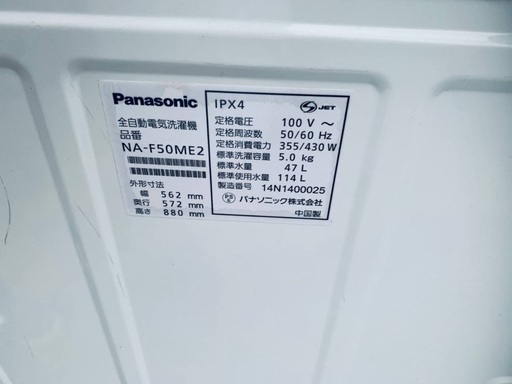 Panasonic
全自動電気洗濯機
品番
NA-F50ME2
外形寸法
幅 562 mm
奥行 572 mm
高さ 880 mm
IPX4
JET
定格電圧 100 V ～
定格周波数 50/60 Hz
定格消費電力 355/430 W
標準洗濯容量 5.0 kg
標準水量 47 L
標準使用水量 114 L
製造番号 14N1400025
パナソニック株式会社
中国製